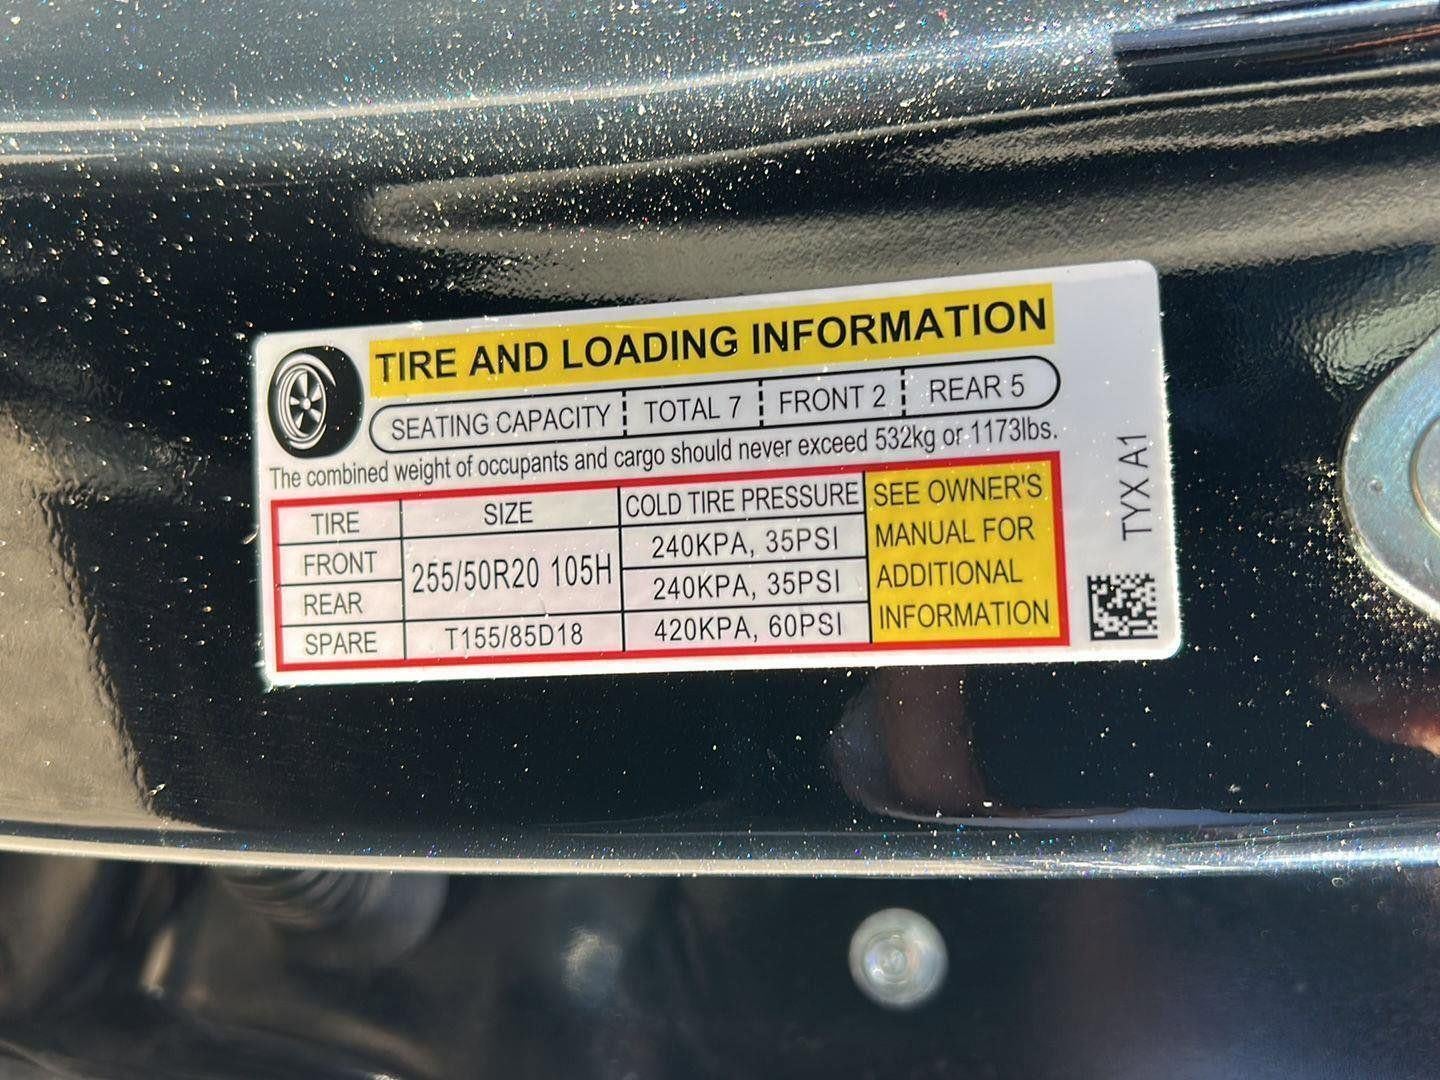 TIRE AND LOADING INFORMATION
SEATING CAPACITY TOTAL 7 FRONT 2 REAR 5
The combined weight of occupants and cargo should never exceed 532kg or 1173lbs.
TIRE SIZE COLD TIRE PRESSURE
FRONT 255/50R20 105H 240KPA, 35PSI
REAR 240KPA, 35PSI
SPARE T155/85D18 420KPA, 60PSI
SEE OWNER'S
MANUAL FOR
ADDITIONAL
INFORMATION
TYX A1